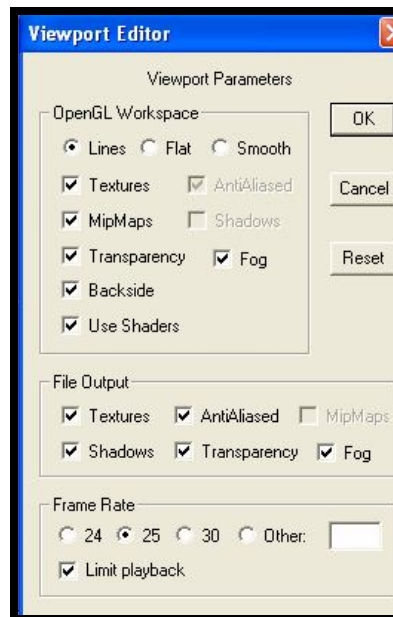 Viewport Editor
Viewport Parameters
OpenGL Workspace
OK
Lines Flat Smooth
Textures AntiAliased
Cancel
MipMaps Shadows
Transparency Fog
Reset
Backside
Use Shaders
File Output
Textures AntiAliased MipMaps
Shadows Transparency Fog
Frame Rate
24 25 30 Other:
Limit playback